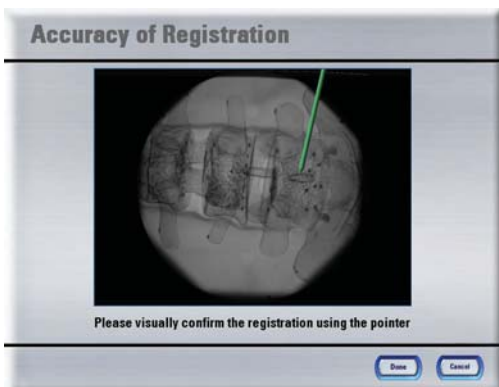 Accuracy of Registration
Please visually confirm the registration using the pointer
Done
Cancel